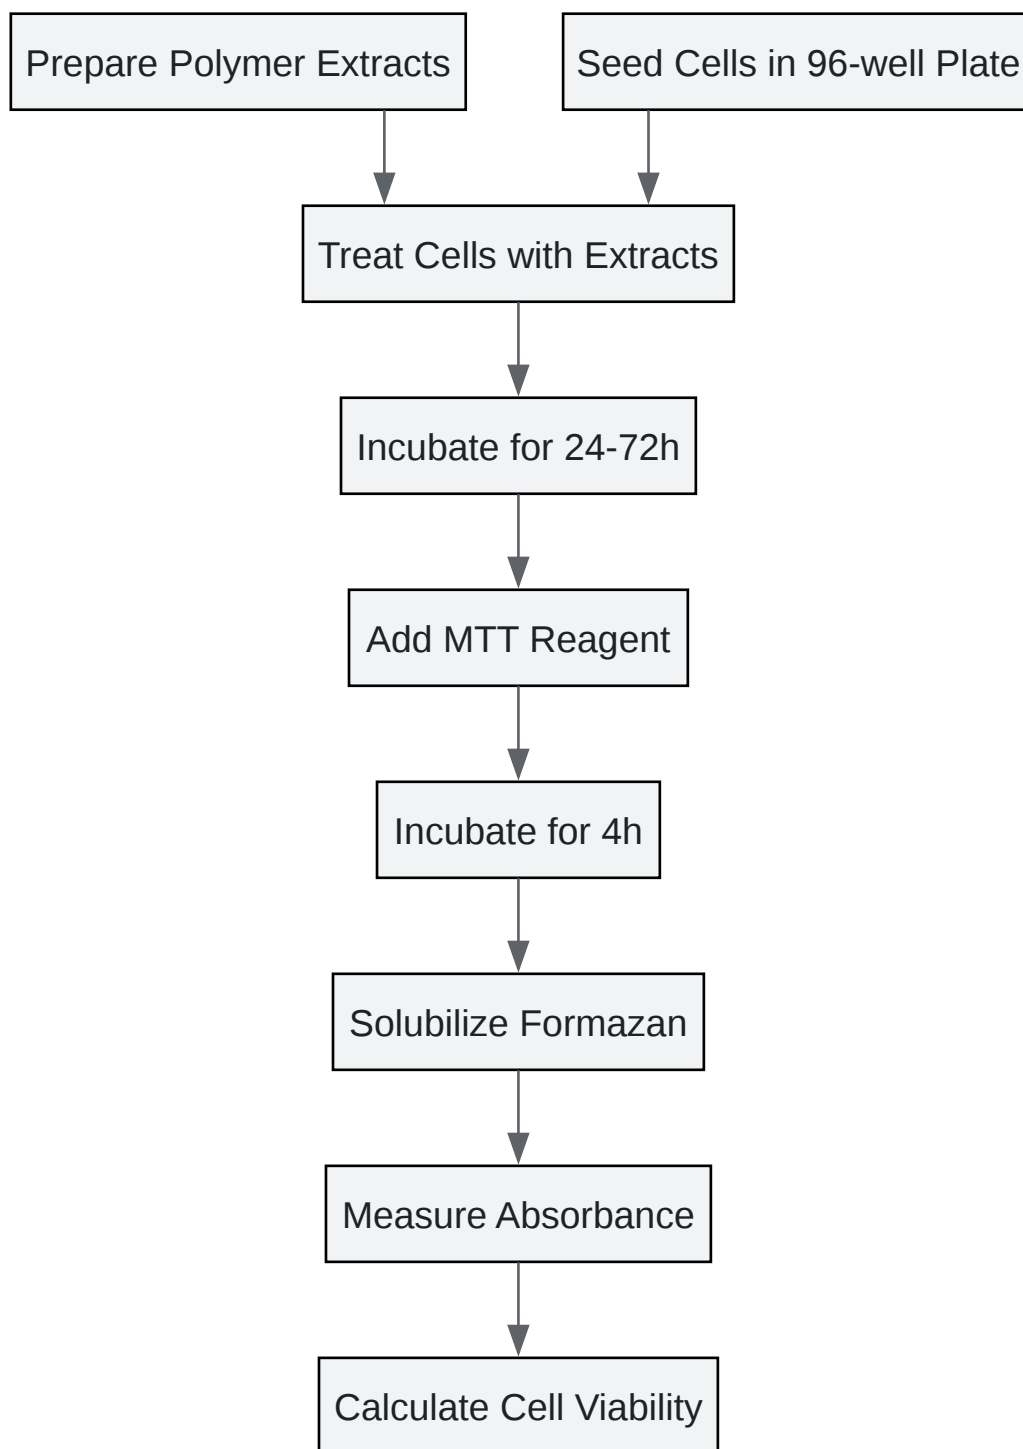 Prepare Polymer Extracts
Seed Cells in 96-well Plate
Treat Cells with Extracts
Incubate for 24-72h
Add MTT Reagent
Incubate for 4h
Solubilize Formazan
Measure Absorbance
Calculate Cell Viability